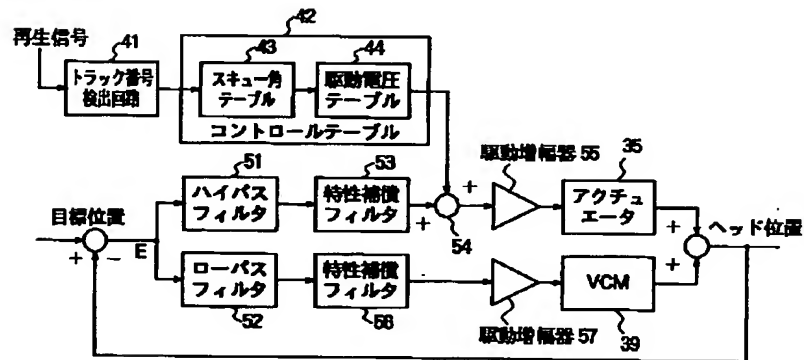 再生信号
41
トラック番号
検出回路
42
43
スキュー角
テーブル
44
駆動電圧
テーブル
コントロールテーブル
目標位置
+
-
E
51
ハイパス
フィルタ
53
特性補償
フィルタ
+
+
54
駆動増幅器 55
35
アクチュ
エータ
+
ヘッド位置
+
ローパス
フィルタ
52
特性補償
フィルタ
56
駆動増幅器 57
VCM
39